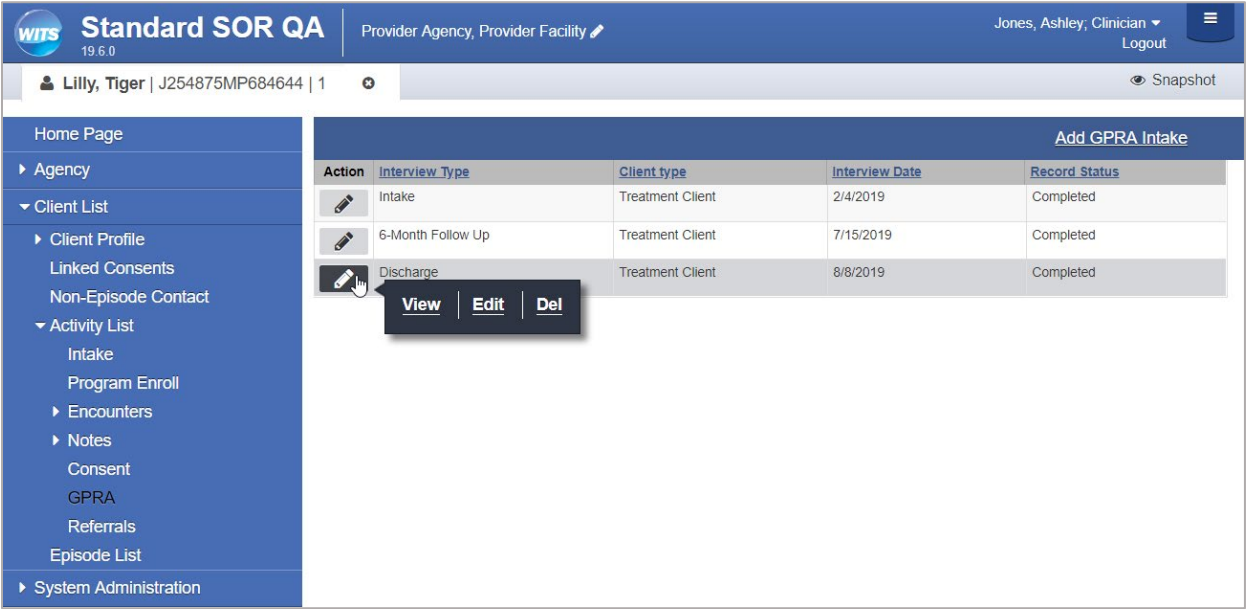 WITS
Standard SOR QA
19.6.0
Provider Agency, Provider Facility
Jones, Ashley; Clinician
Logout
Lilly, Tiger | J254875MP684644 | 1
Snapshot
Home Page
Agency
Client List
Client Profile
Linked Consents
Non-Episode Contact
Activity List
Intake
Program Enroll
Encounters
Notes
Consent
GPRA
Referrals
Episode List
System Administration
Add GPRA Intake
Action Interview Type Client type Interview Date Record Status
Intake Treatment Client 2/4/2019 Completed
6-Month Follow Up Treatment Client 7/15/2019 Completed
Discharge Treatment Client 8/8/2019 Completed
View | Edit | Del